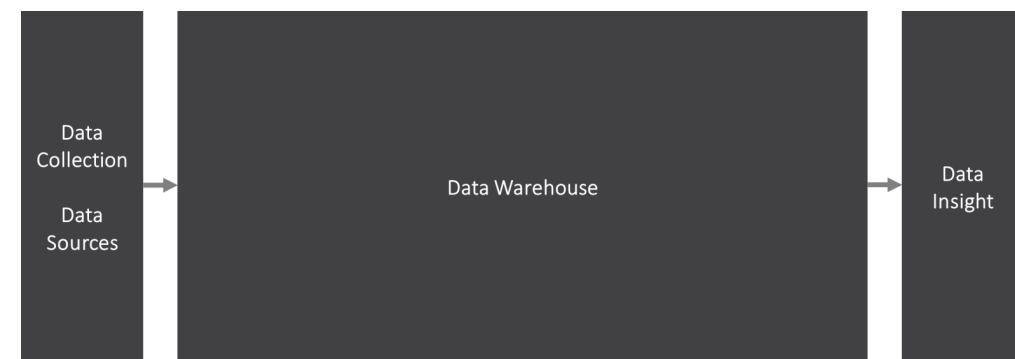 Data
Collection
Data
Sources
Data Warehouse
Data
Insight